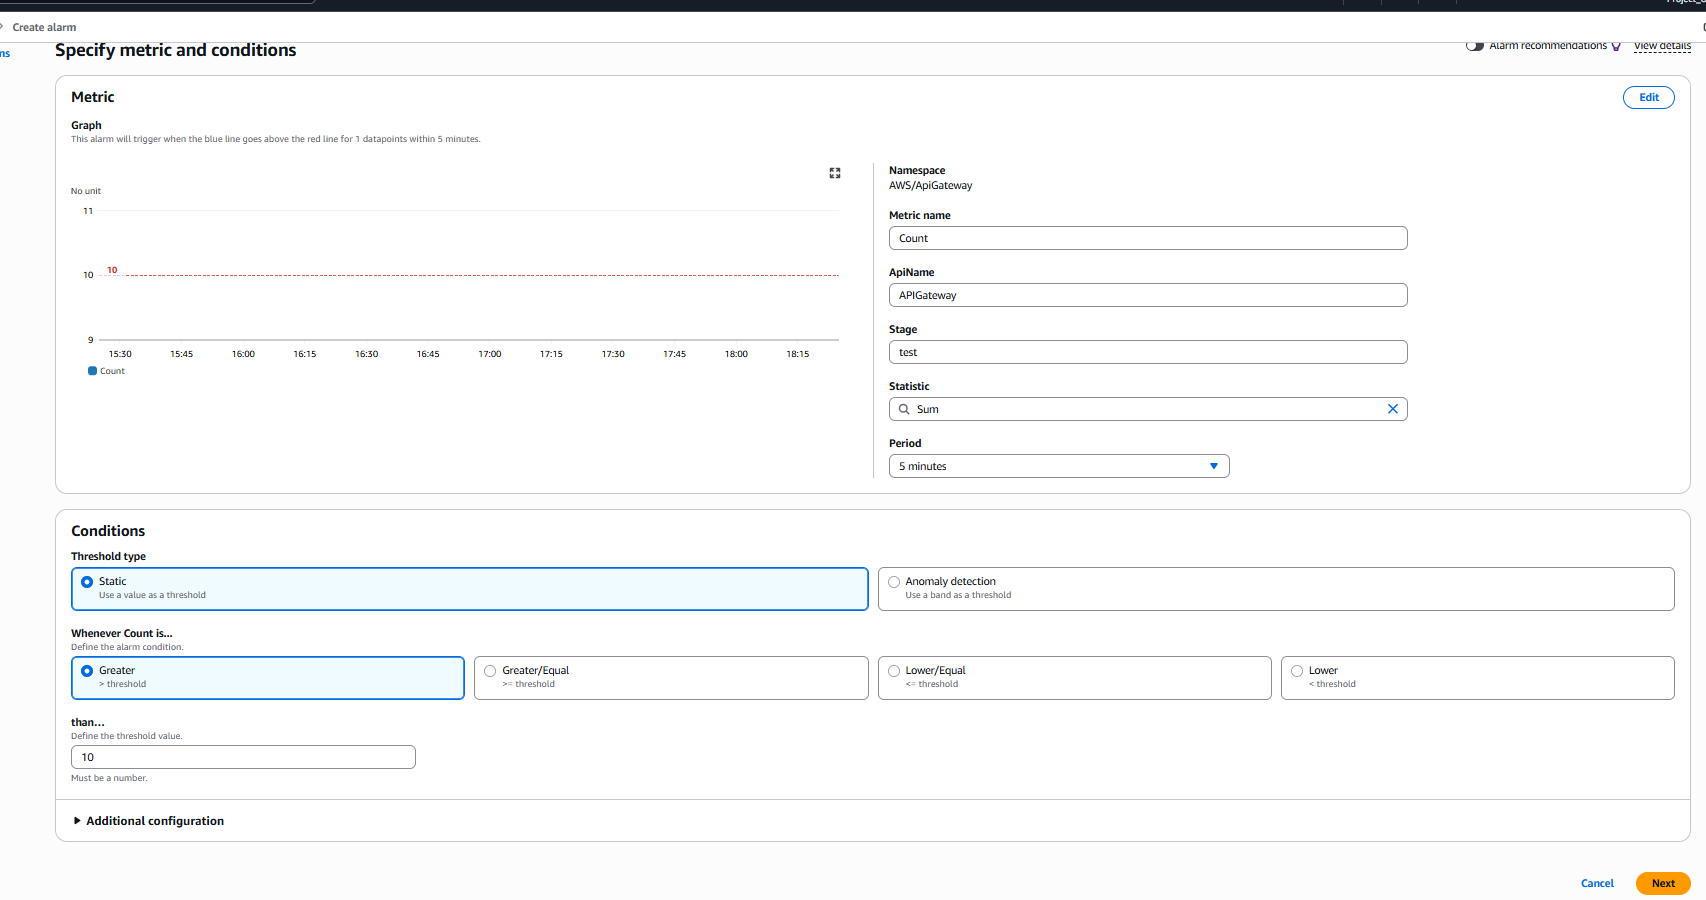 Create alarm
ns
Specify metric and conditions
Alarm recommendations
View details
Metric
Edit
Graph
This alarm will trigger when the blue line goes above the red line for 1 datapoints within 5 minutes.
No unit
11
10
10
9
15:30 15:45 16:00 16:15 16:30 16:45 17:00 17:15 17:30 17:45 18:00 18:15
Count
Namespace
AWS/ApiGateway
Metric name
Count
ApiName
APIGateway
Stage
test
Statistic
Sum
Period
5 minutes
Conditions
Threshold type
Static
Use a value as a threshold
Anomaly detection
Use a band as a threshold
Whenever Count is...
Define the alarm condition.
Greater
> threshold
Greater/Equal
>= threshold
Lower/Equal
<= threshold
Lower
< threshold
than...
Define the threshold value.
10
Must be a number.
Additional configuration
Cancel
Next